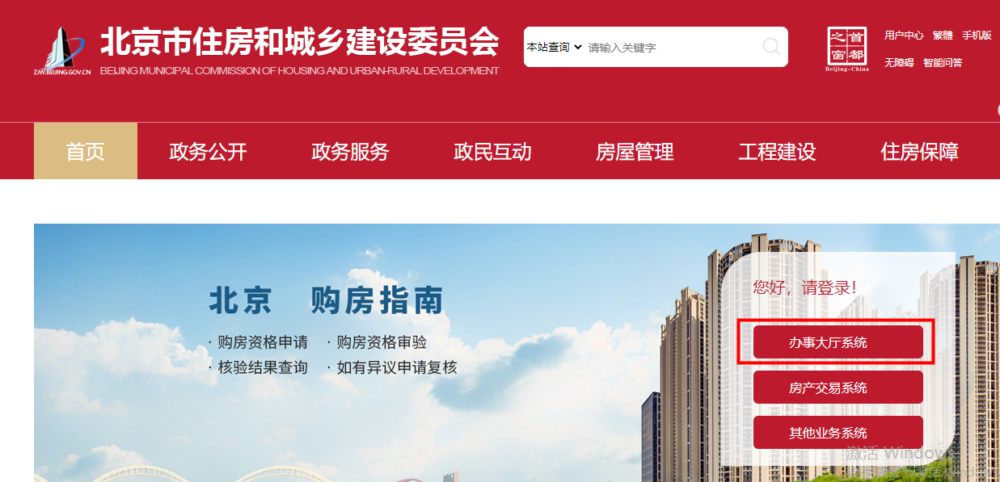 北京市住房和城乡建设委员会
ZJW.BEIJING.GOV.CN
BEIJING MUNICIPAL COMMISSION OF HOUSING AND URBAN-RURAL DEVELOPMENT
本站查询 请输入关键字
首都之窗
Beijing-China
用户中心 繁體 手机版
无障碍 智能问答
首页 政务公开 政务服务 政民互动 房屋管理 工程建设 住房保障
北京 购房指南
· 购房资格申请 · 购房资格审验
· 核验结果查询 · 如有异议申请复核
您好，请登录！
办事大厅系统
房产交易系统
其他业务系统
激活 Windows